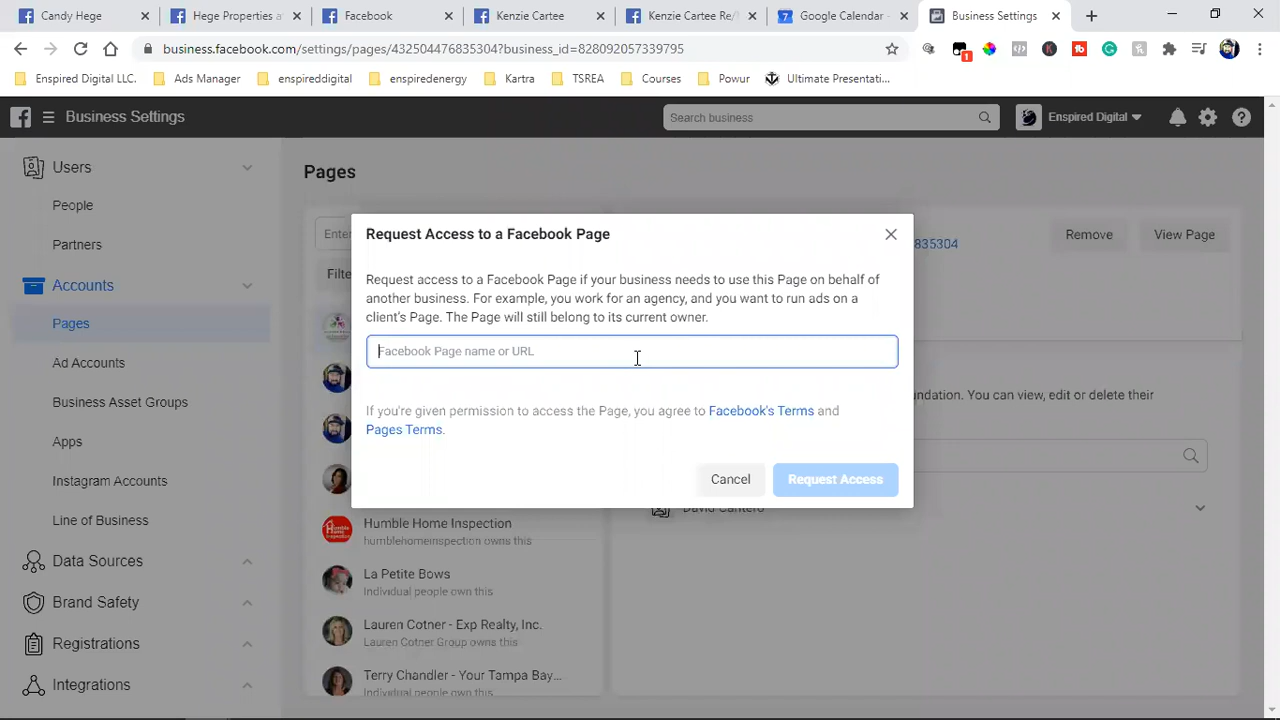 Candy Hege
Hege Properties a
Facebook
Kenzie Cartee
Kenzie Cartee Re/
Google Calendar -
Business Settings
business.facebook.com/settings/pages/432504476835304?business_id=828092057339795
Enspired Digital LLC.
Ads Manager
enspireddigital
enspiredenergy
Kartra
TSREA
Courses
Powur
Ultimate Presentati...
Business Settings
Search business
Enspired Digital
Users
People
Partners
Accounts
Pages
Ad Accounts
Business Asset Groups
Apps
Instagram Accounts
Line of Business
Data Sources
Brand Safety
Registrations
Integrations
Pages
Enter
Filte
835304
Remove
View Page
Request Access to a Facebook Page
Request access to a Facebook Page if your business needs to use this Page on behalf of
another business. For example, you work for an agency, and you want to run ads on a
client's Page. The Page will still belong to its current owner.
Facebook Page name or URL
If you're given permission to access the Page, you agree to Facebook's Terms and
Pages Terms.
Cancel
Request Access
undation. You can view, edit or delete their
David Cantero
Humble Home Inspection
humblehomeinspection owns this
La Petite Bows
Individual people own this
Lauren Cotner - Exp Realty, Inc.
Lauren Cotner Group owns this
Terry Chandler - Your Tampa Bay...
Individual people own this